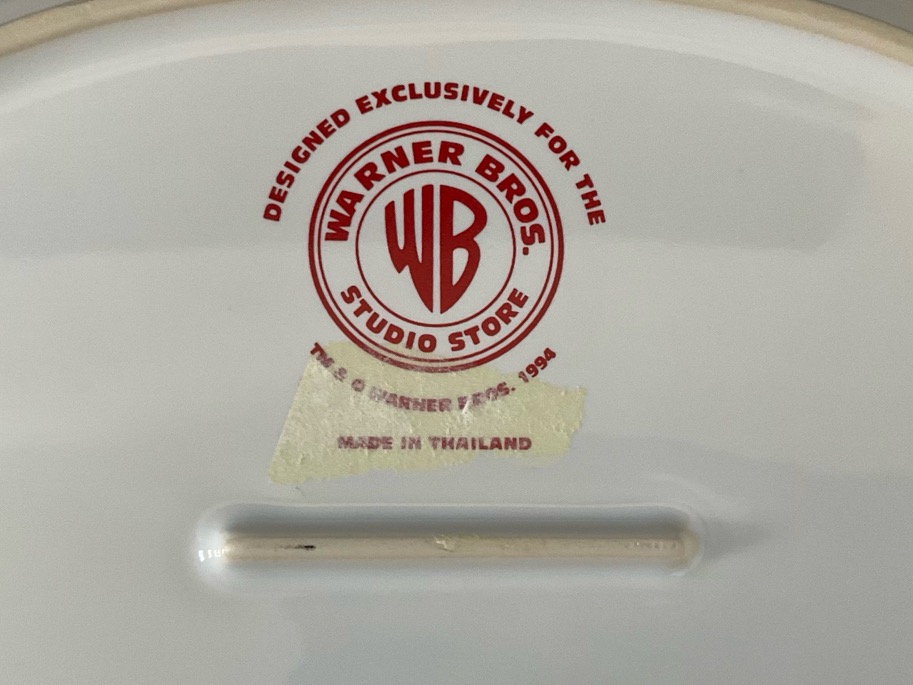 DESIGNED EXCLUSIVELY FOR THE
WARNER BROS.
WB
STUDIO STORE
TM & © WARNER BROS. 1994
MADE IN THAILAND